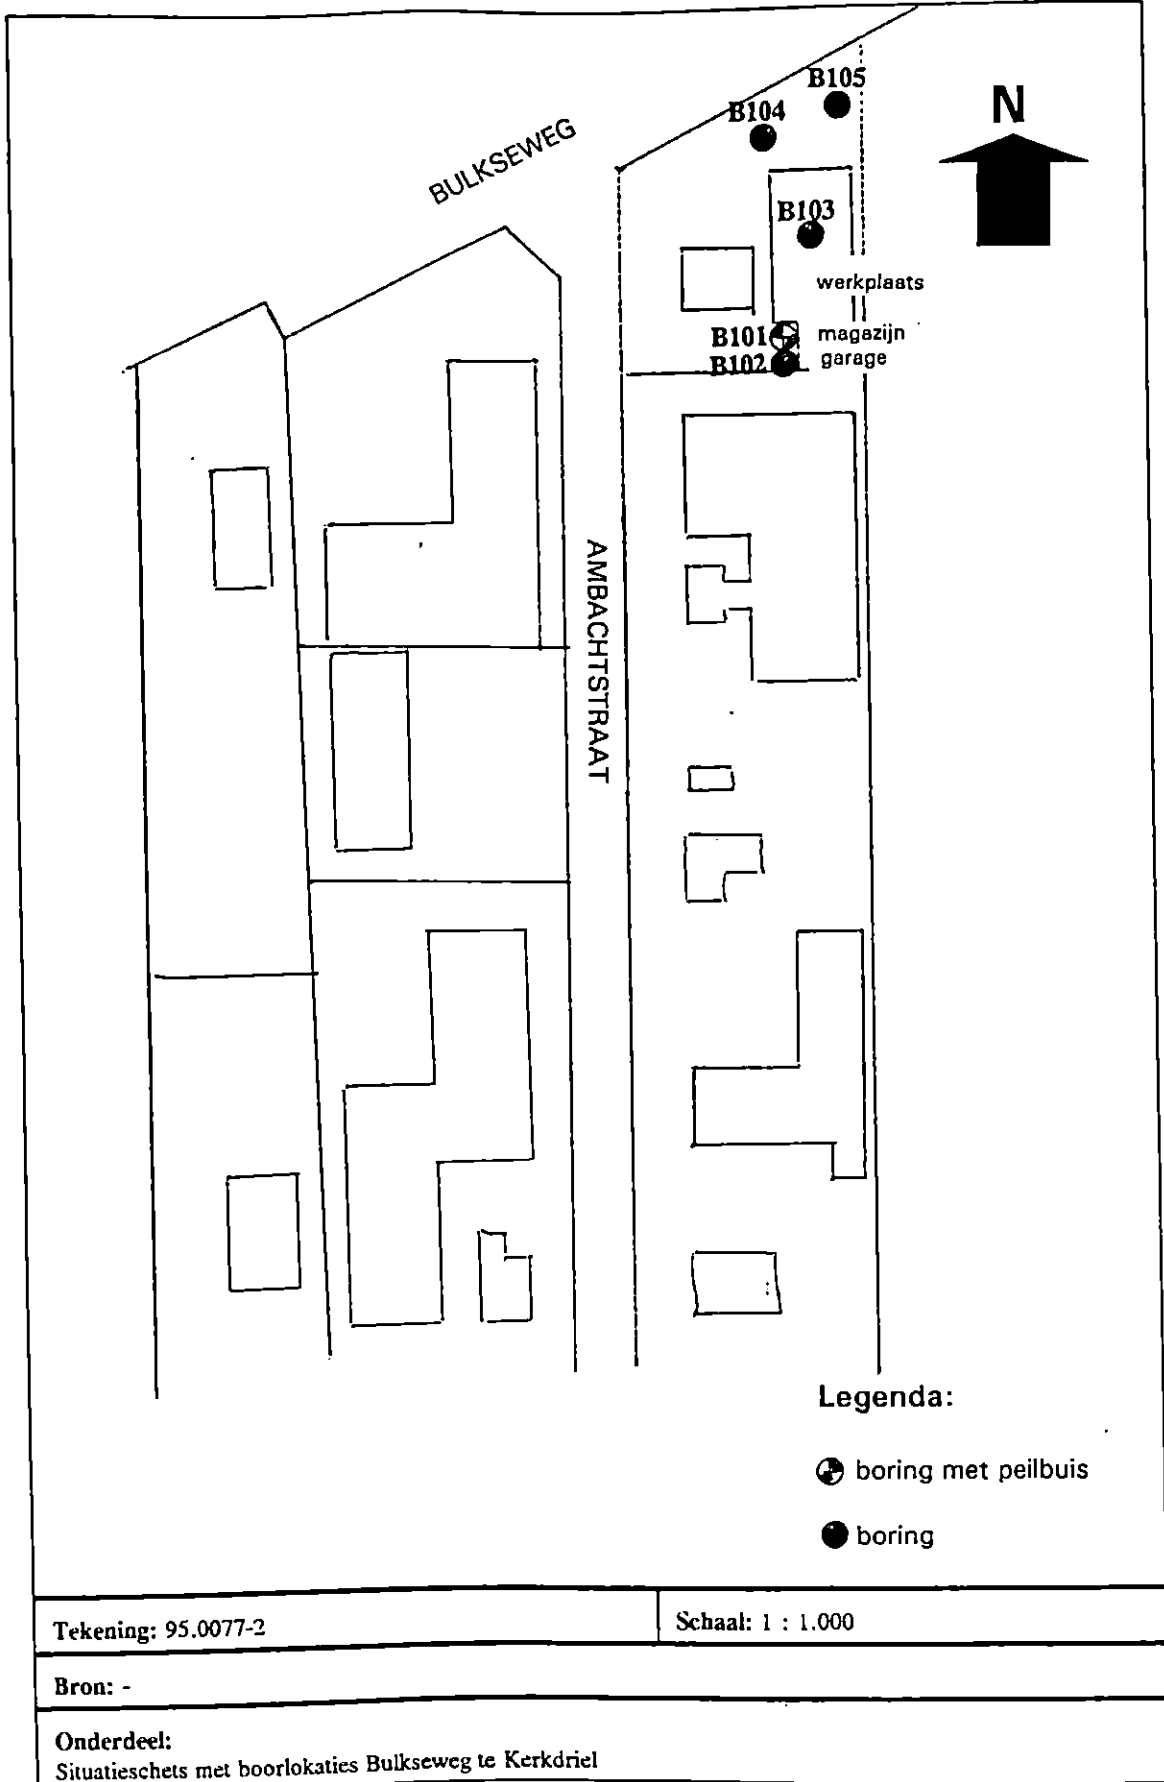 B105
B104
N
BULKSEWEG
B103
werkplaats
B101 magazijn
B102 garage
AMBACHTSTRAAT
Legenda:
boring met peilbuis
boring
Tekening: 95.0077-2
Schaal: 1 : 1.000
Bron: -
Onderdeel:
Situatieschets met boorlokaties Bulkseweg te Kerkdriel